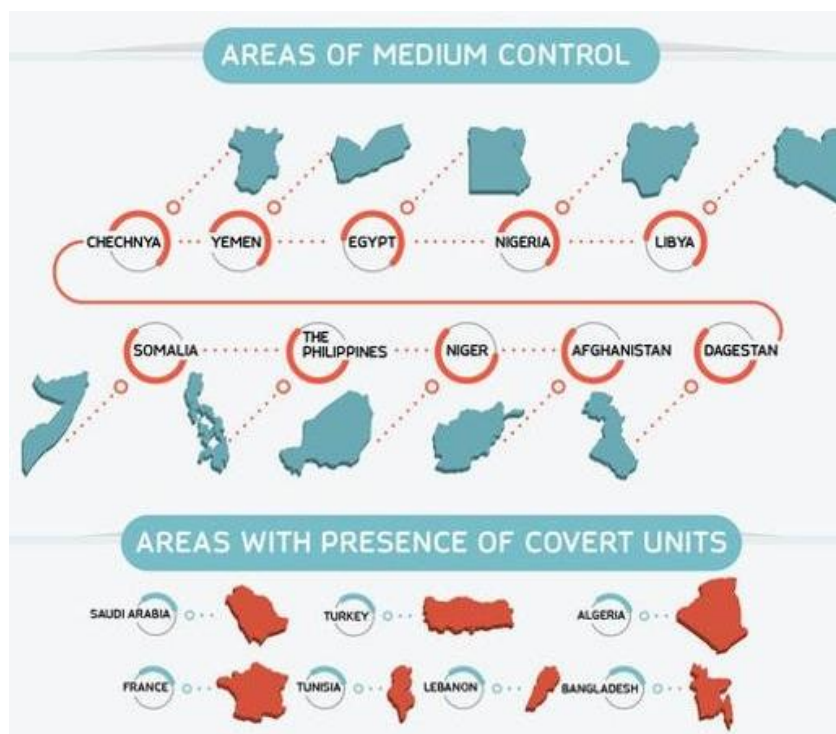 AREAS OF MEDIUM CONTROL
CHECHNYA
YEMEN
EGYPT
NIGERIA
LIBYA
SOMALIA
THE
PHILIPPINES
NIGER
AFGHANISTAN
DAGESTAN
AREAS WITH PRESENCE OF COVERT UNITS
SAUDI ARABIA
TURKEY
ALGERIA
FRANCE
TUNISIA
LEBANON
BANGLADESH